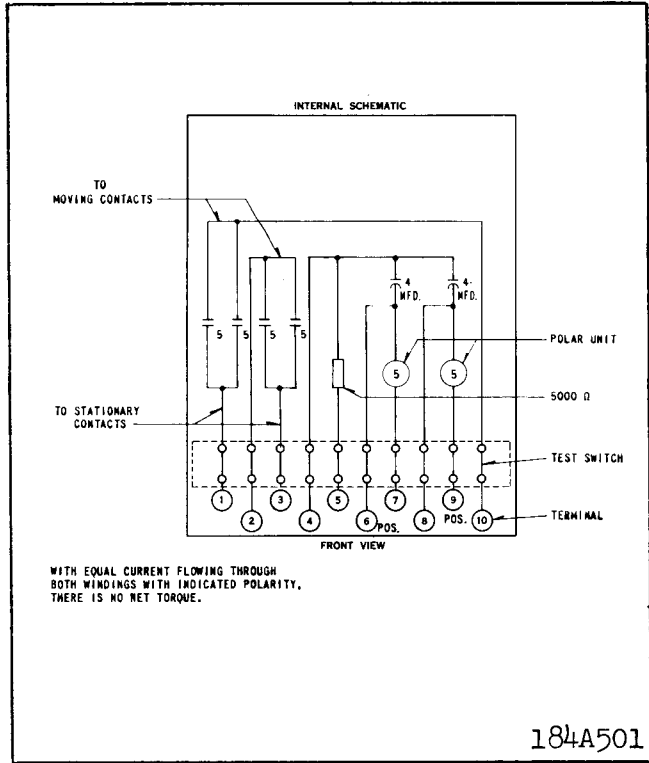 INTERNAL SCHEMATIC
TO
MOVING CONTACTS
4
MFD.
4
MFD.
5 5 5 5
POLAR UNIT
5 5
5000 Ω
TO STATIONARY
CONTACTS
TEST SWITCH
1 3 5 7 9
2 4 6 POS. 8 POS. 10
TERMINAL
FRONT VIEW
WITH EQUAL CURRENT FLOWING THROUGH
BOTH WINDINGS WITH INDICATED POLARITY,
THERE IS NO NET TORQUE.
184A501